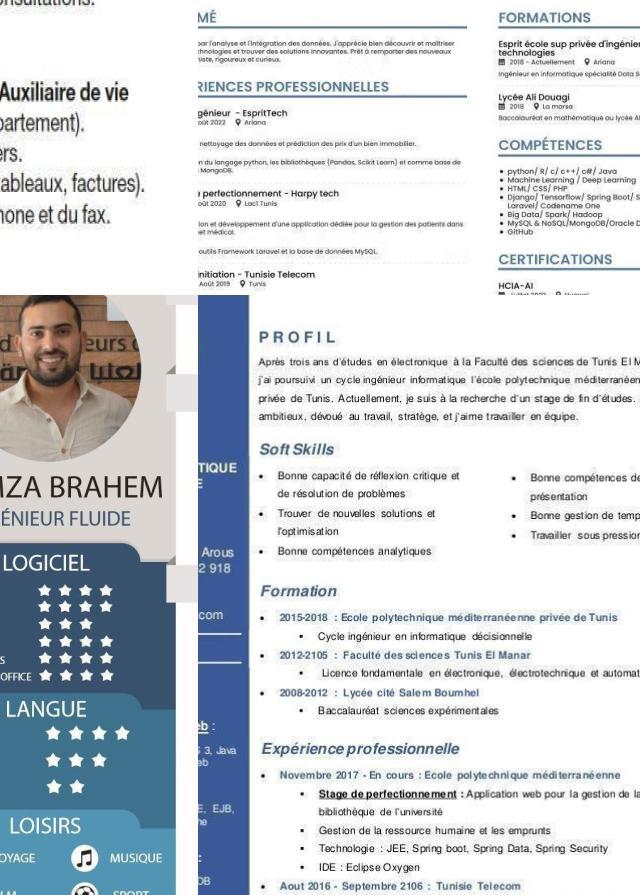 Auxiliaire de vie
partement).
ers.
tableaux, factures).
hone et du fax.
MÉ
par l'analyse et l'intégration des données. J'apprécie bien découvrir et maîtriser
hnologies et trouver des solutions innovantes. Prêt à remporter des nouveaux
viste, rigoureux et curieux.
RIENCES PROFESSIONNELLES
génieur - EspritTech
oût 2022 Ariana
nettoyage des données et prédiction des prix d'un bien immobilier.
on du langage python, les bibliothèques (Pandas, Scikit Learn) et comme base de
MongoDB.
perfectionnement - Harpy tech
oût 2020 Lac1 Tunis
ion et développement d'une application dédiée pour la gestion des patients dans
et médical.
outils Framework Laravel et la base de données MySQL.
initiation - Tunisie Telecom
Août 2019 Tunis
FORMATIONS
Esprit école sup privée d'ingénier
technologies
2018 - Actuellement Ariana
Ingénieur en informatique spécialité Data S
Lycée Ali Douagi
2018 La marsa
Baccalauréat en mathématique au lycée Al
COMPÉTENCES
python/ R/ c/ c++/ c#/ Java
Machine Learning / Deep Learning
HTML/ CSS/ PHP
Django/ Tensorflow/ Spring Boot/ S
Laravel/ Codename One
Big Data/ Spark/ Hadoop
MySQL & NoSQL/MongoDB/Oracle D
GitHub
CERTIFICATIONS
HCIA-AI
MZA BRAHEM
ÉNIEUR FLUIDE
LOGICIEL
S
OFFICE
LANGUE
LOISIRS
OYAGE
MUSIQUE
LM
SPORT
TIQUE
E
Arous
2 918
com
eb :
S 3, Java
eb
E, EJB,
ne
:
DB
PROFIL
Après trois ans d'études en électronique à la Faculté des sciences de Tunis El M
j'ai poursuivi un cycle ingénieur informatique l'école polytechnique méditerranéen
privée de Tunis. Actuellement, je suis à la recherche d'un stage de fin d'études.
ambitieux, dévoué au travail, stratège, et j'aime travailler en équipe.
Soft Skills
Bonne capacité de réflexion critique et
de résolution de problèmes
Trouver de nouvelles solutions et
l'optimisation
Bonne compétences analytiques
Bonne compétences de
présentation
Bonne gestion de temp
Travailler sous pression
Formation
2015-2018 : Ecole polytechnique méditerranéenne privée de Tunis
Cycle ingénieur en informatique décisionnelle
2012-2105 : Faculté des sciences Tunis El Manar
Licence fondamentale en électronique, électrotechnique et automat
2008-2012 : Lycée cité Salem Boumhel
Baccalauréat sciences expérimentales
Expérience professionnelle
Novembre 2017 - En cours : Ecole polytechnique méditerranéenne
Stage de perfectionnement : Application web pour la gestion de la
bibliothèque de l'université
Gestion de la ressource humaine et les emprunts
Technologie : JEE, Spring boot, Spring Data, Spring Security
IDE : Eclipse Oxygen
Aout 2016 - Septembre 2106 : Tunisie Telecom